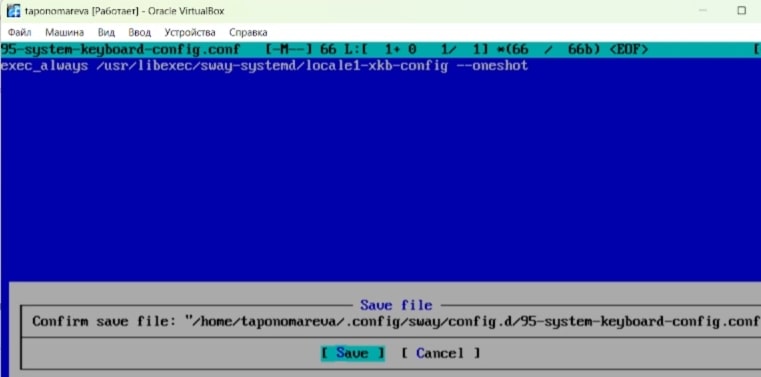 taponomareva [Работает] - Oracle VirtualBox
Файл Машина Вид Ввод Устройства Справка
95-system-keyboard-config.conf [-M--] 66 L:[ 1+ 0 1/ 1] *(66 / 66b) <EOF> [
exec_always /usr/libexec/sway-systemd/locale1-xkb-config --oneshot
Save file
Confirm save file: "/home/taponomareva/.config/sway/config.d/95-system-keyboard-config.conf
[ Save ] [ Cancel ]